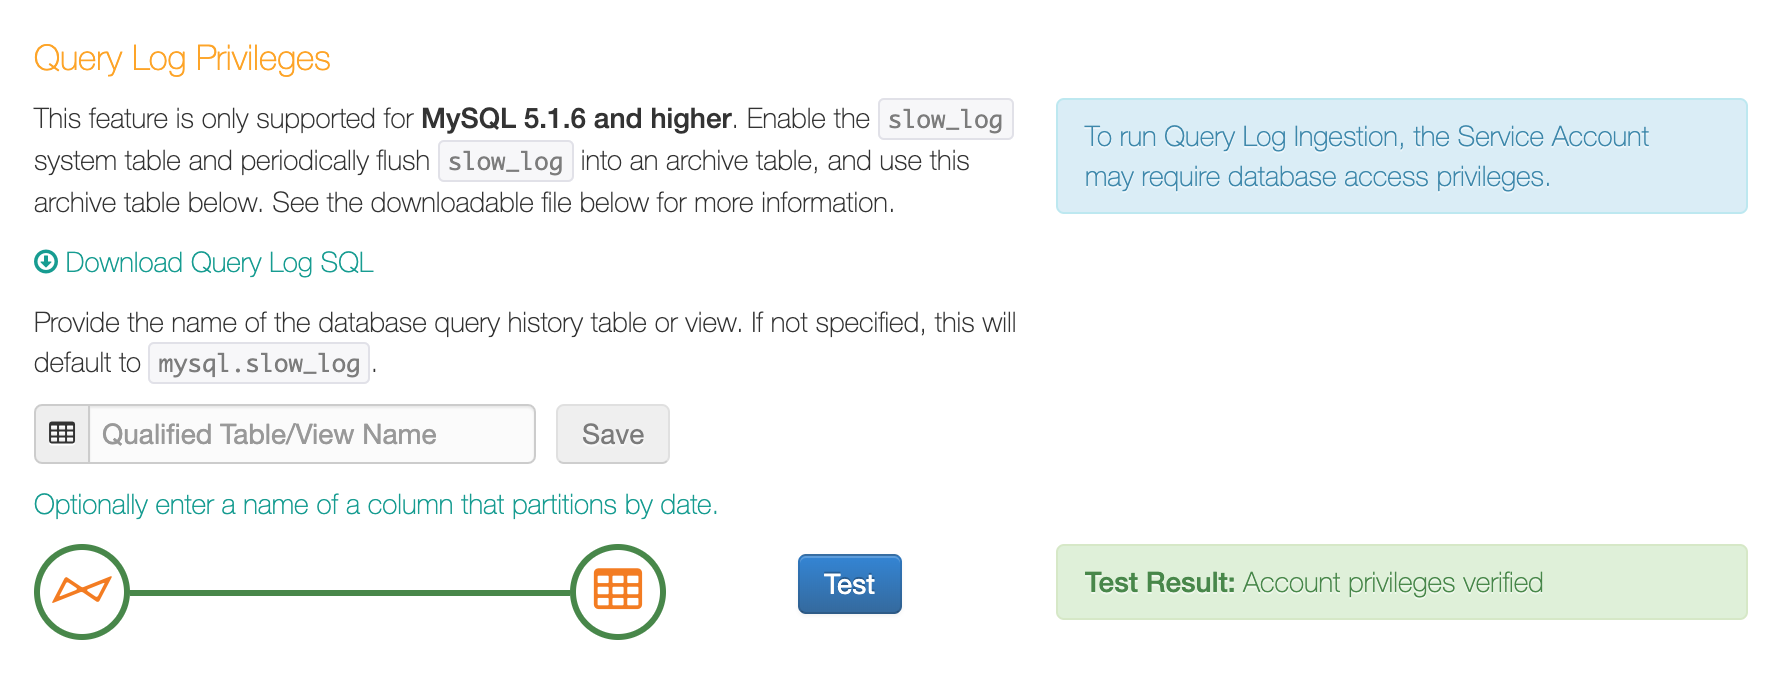 Query Log Privileges
This feature is only supported for MySQL 5.1.6 and higher. Enable the slow_log
system table and periodically flush slow_log into an archive table, and use this
archive table below. See the downloadable file below for more information.
To run Query Log Ingestion, the Service Account
may require database access privileges.
Download Query Log SQL
Provide the name of the database query history table or view. If not specified, this will
default to mysql.slow_log.
Qualified Table/View Name
Save
Optionally enter a name of a column that partitions by date.
Test
Test Result: Account privileges verified